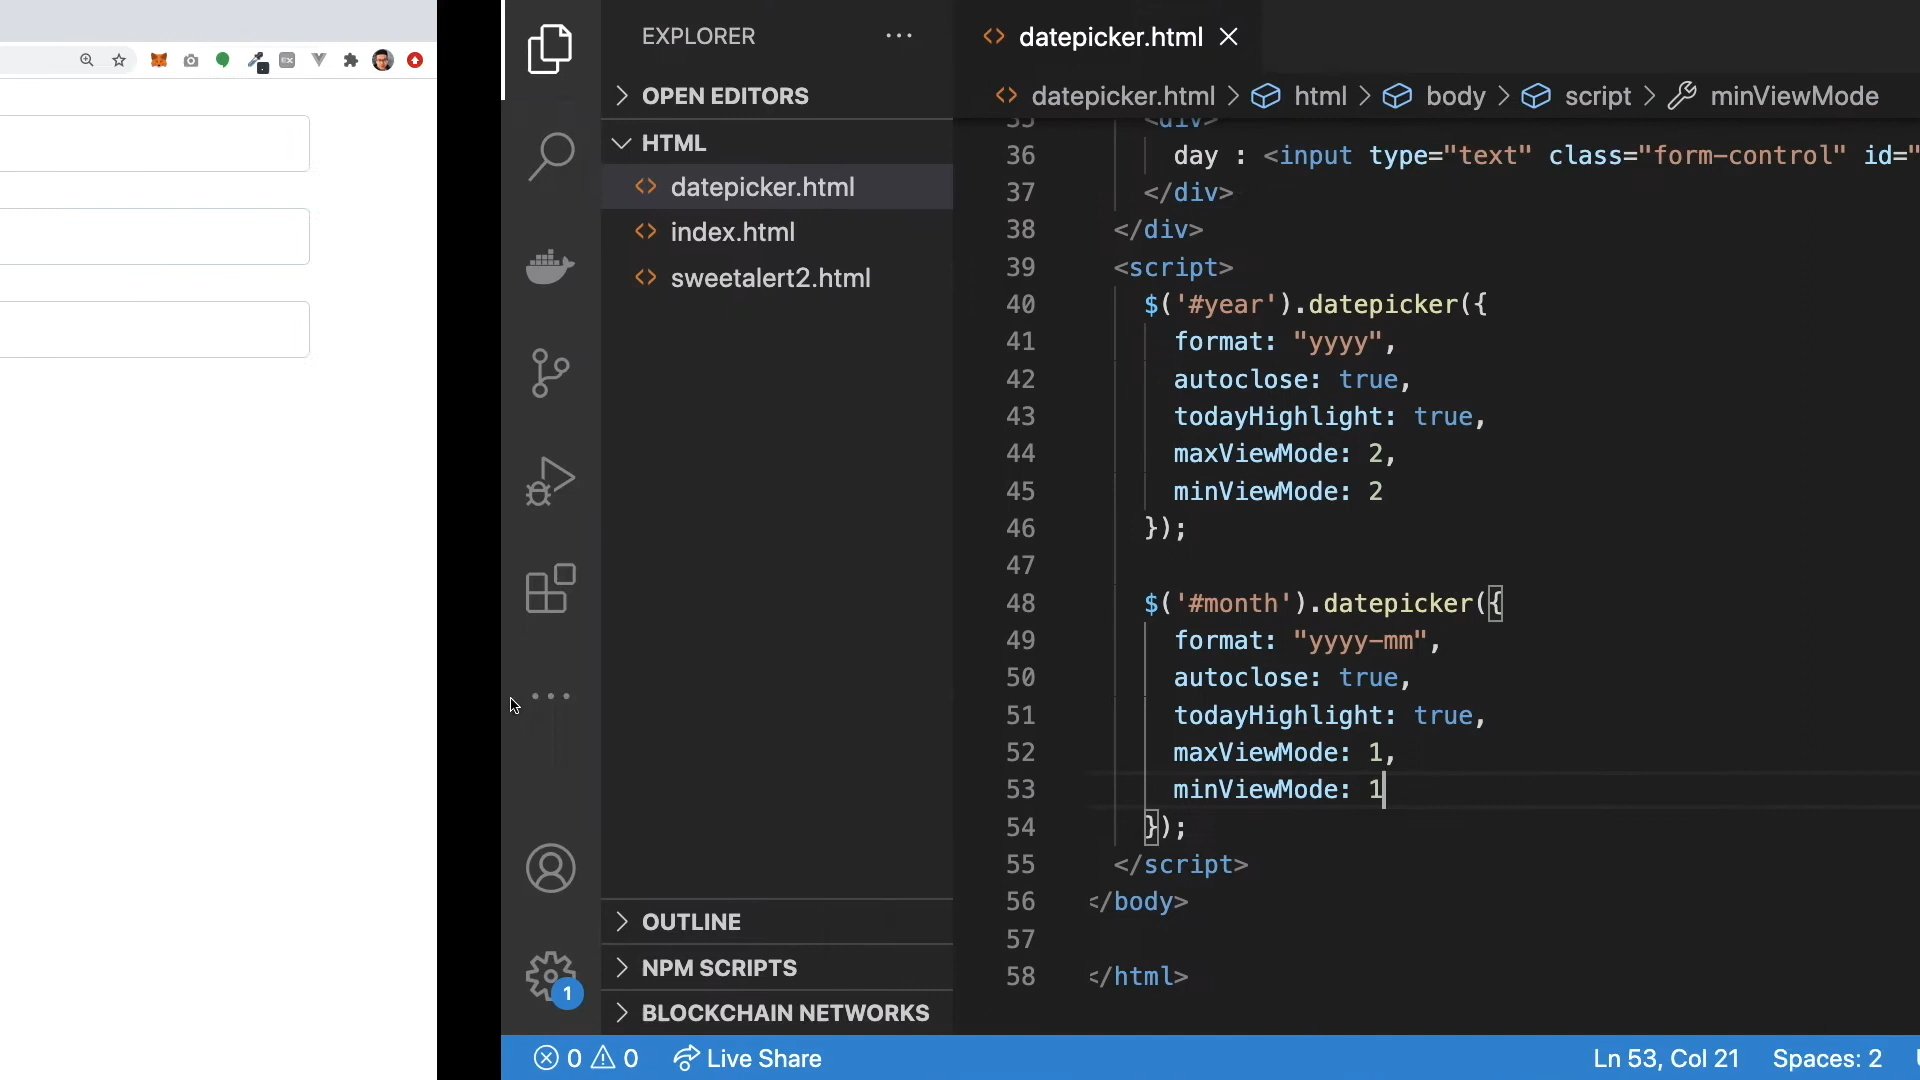 EXPLORER
OPEN EDITORS
HTML
datepicker.html
index.html
sweetalert2.html
OUTLINE
NPM SCRIPTS
BLOCKCHAIN NETWORKS
1
datepicker.html
datepicker.html > html > body > script > minViewMode
35 <div>
36 day : <input type="text" class="form-control" id="
37 </div>
38 </div>
39 <script>
40 $('#year').datepicker({
41 format: "yyyy",
42 autoclose: true,
43 todayHighlight: true,
44 maxViewMode: 2,
45 minViewMode: 2
46 });
47
48 $('#month').datepicker({
49 format: "yyyy-mm",
50 autoclose: true,
51 todayHighlight: true,
52 maxViewMode: 1,
53 minViewMode: 1
54 });
55 </script>
56 </body>
57
58 </html>
0 0 Live Share
Ln 53, Col 21 Spaces: 2